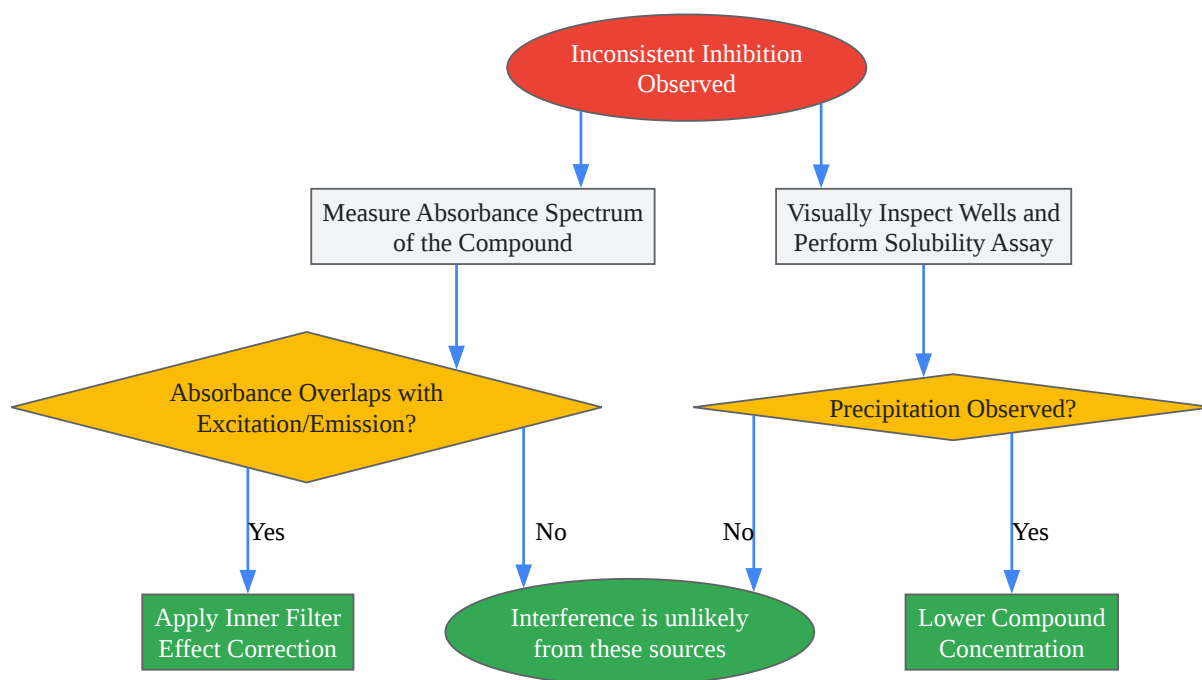 Inconsistent Inhibition
Observed
Measure Absorbance Spectrum
of the Compound
Visually Inspect Wells and
Perform Solubility Assay
Absorbance Overlaps with
Excitation/Emission?
Precipitation Observed?
Yes
No
No
Yes
Apply Inner Filter
Effect Correction
Interference is unlikely
from these sources
Lower Compound
Concentration